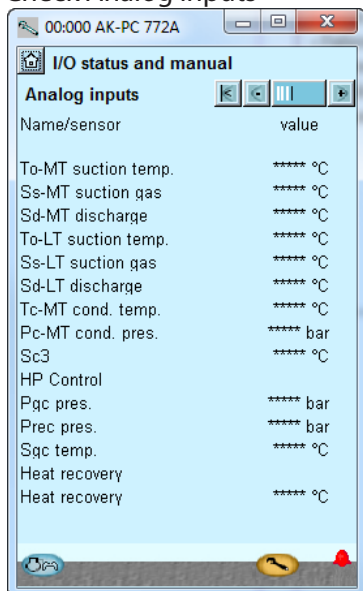 Check Analog inputs
00:000 AK-PC 772A
I/O status and manual
Analog inputs
Name/sensor value
To-MT suction temp. ***** °C
Ss-MT suction gas ***** °C
Sd-MT discharge ***** °C
To-LT suction temp. ***** °C
Ss-LT suction gas ***** °C
Sd-LT discharge ***** °C
Tc-MT cond. temp. ***** °C
Pc-MT cond. pres. ***** bar
Sc3 ***** °C
HP Control
Pgc pres. ***** bar
Prec pres. ***** bar
Sgc temp. ***** °C
Heat recovery
Heat recovery ***** °C